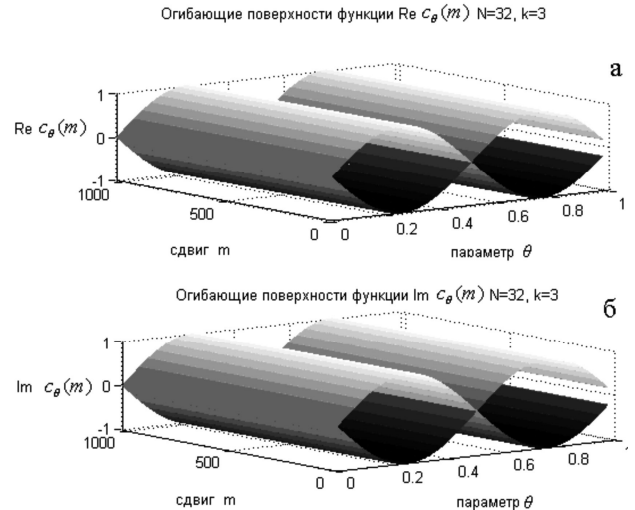 Огибающие поверхности функции Re c_θ(m) N=32, k=3
а
1
Re c_θ(m) 0
-1
1000
500
0
0
0.2
0.4
0.6
0.8
1
сдвиг m
параметр θ
Огибающие поверхности функции Im c_θ(m) N=32, k=3
б
1
Im c_θ(m) 0
-1
1000
500
0
0
0.2
0.4
0.6
0.8
1
сдвиг m
параметр θ